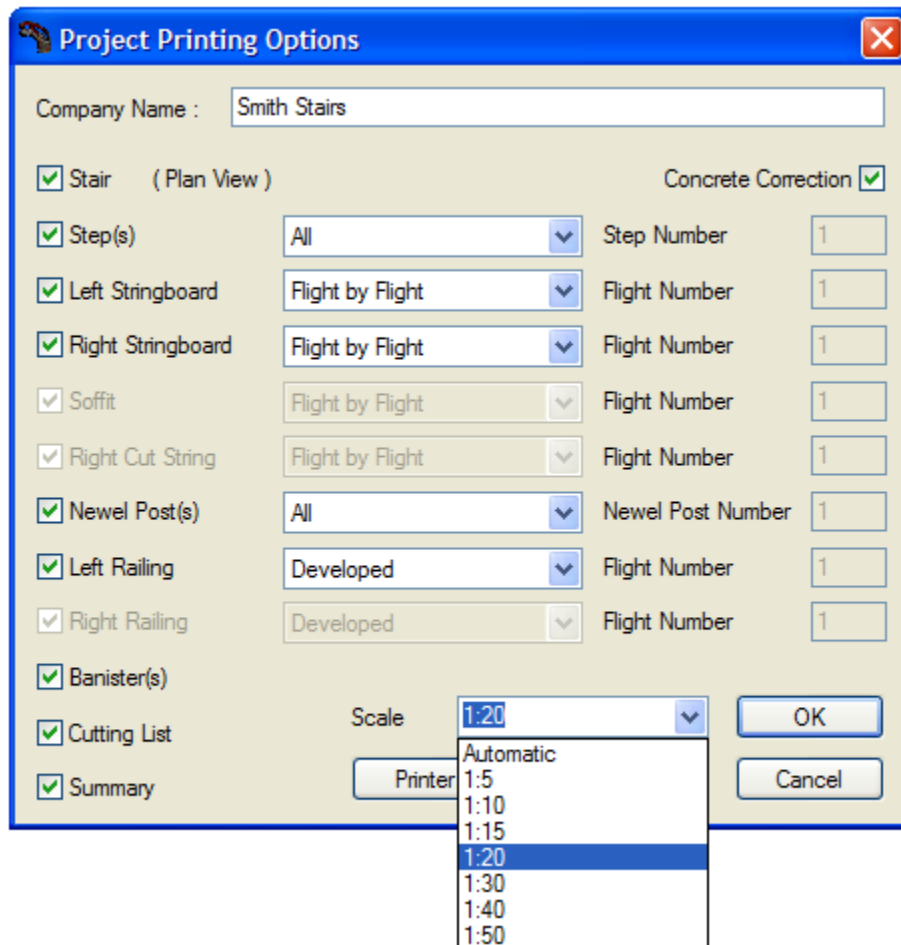 Project Printing Options
Company Name : Smith Stairs
Stair ( Plan View ) Concrete Correction
Step(s) All Step Number 1
Left Stringboard Flight by Flight Flight Number 1
Right Stringboard Flight by Flight Flight Number 1
Soffit Flight by Flight Flight Number 1
Right Cut String Flight by Flight Flight Number 1
Newel Post(s) All Newel Post Number 1
Left Railing Developed Flight Number 1
Right Railing Developed Flight Number 1
Banister(s)
Scale 1:20 OK
Cutting List
Automatic
Printer 1:5 Cancel
Summary
1:10
1:15
1:20
1:30
1:40
1:50